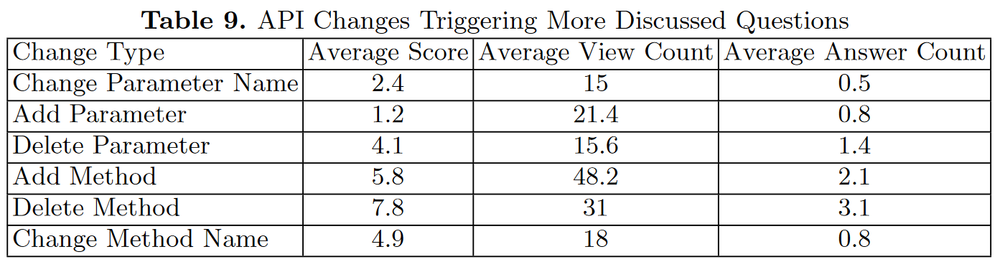 Table 9. API Changes Triggering More Discussed Questions
Change Type Average Score Average View Count Average Answer Count
Change Parameter Name 2.4 15 0.5
Add Parameter 1.2 21.4 0.8
Delete Parameter 4.1 15.6 1.4
Add Method 5.8 48.2 2.1
Delete Method 7.8 31 3.1
Change Method Name 4.9 18 0.8